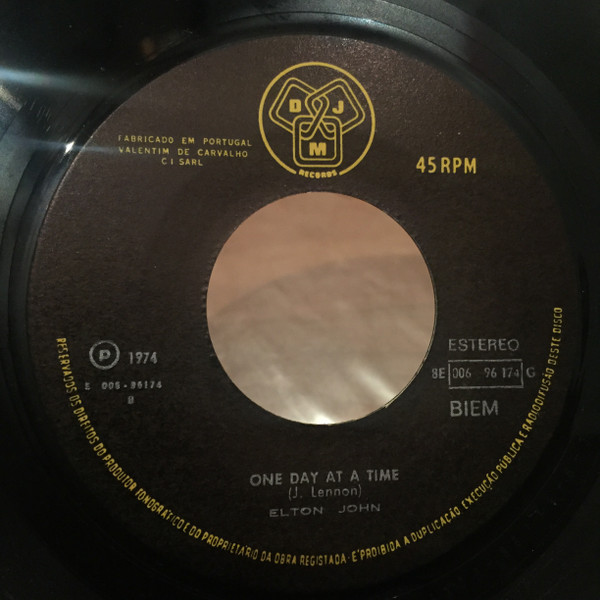 D J
M
RECORDS
FABRICADO EM PORTUGAL
VALENTIM DE CARVALHO
C I SARL
45 RPM
P 1974
E 006-96174
B
ESTEREO
8E 006 96 174 G
BIEM
ONE DAY AT A TIME
(J. Lennon)
ELTON JOHN
RESERVADOS OS DIREITOS DO PRODUTOR FONOGRÁFICO E DO PROPRIETARIO DA OBRA REGISTADA · É PROIBIDA A DUPLICAÇÃO, EXECUÇÃO PÚBLICA E RADIODIFUSÃO DESTE DISCO